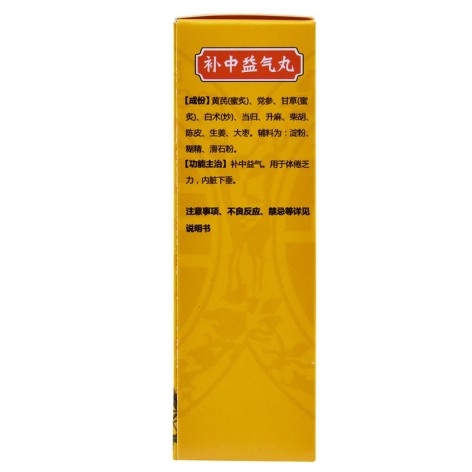 补中益气丸
【成份】黄芪(蜜炙)、党参、甘草(蜜
炙)、白术(炒)、当归、升麻、柴胡、
陈皮、生姜、大枣。辅料为：淀粉、
糊精、滑石粉。
【功能主治】补中益气。用于体倦乏
力，内脏下垂。
注意事项、不良反应、禁忌等详见
说明书